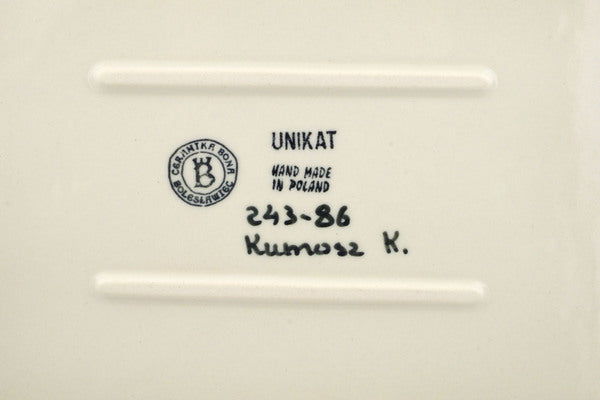 CERAMIKA BONA
BOLESŁAWIEC
B
UNIKAT
HAND MADE
IN POLAND
243-86
Kumosz K.